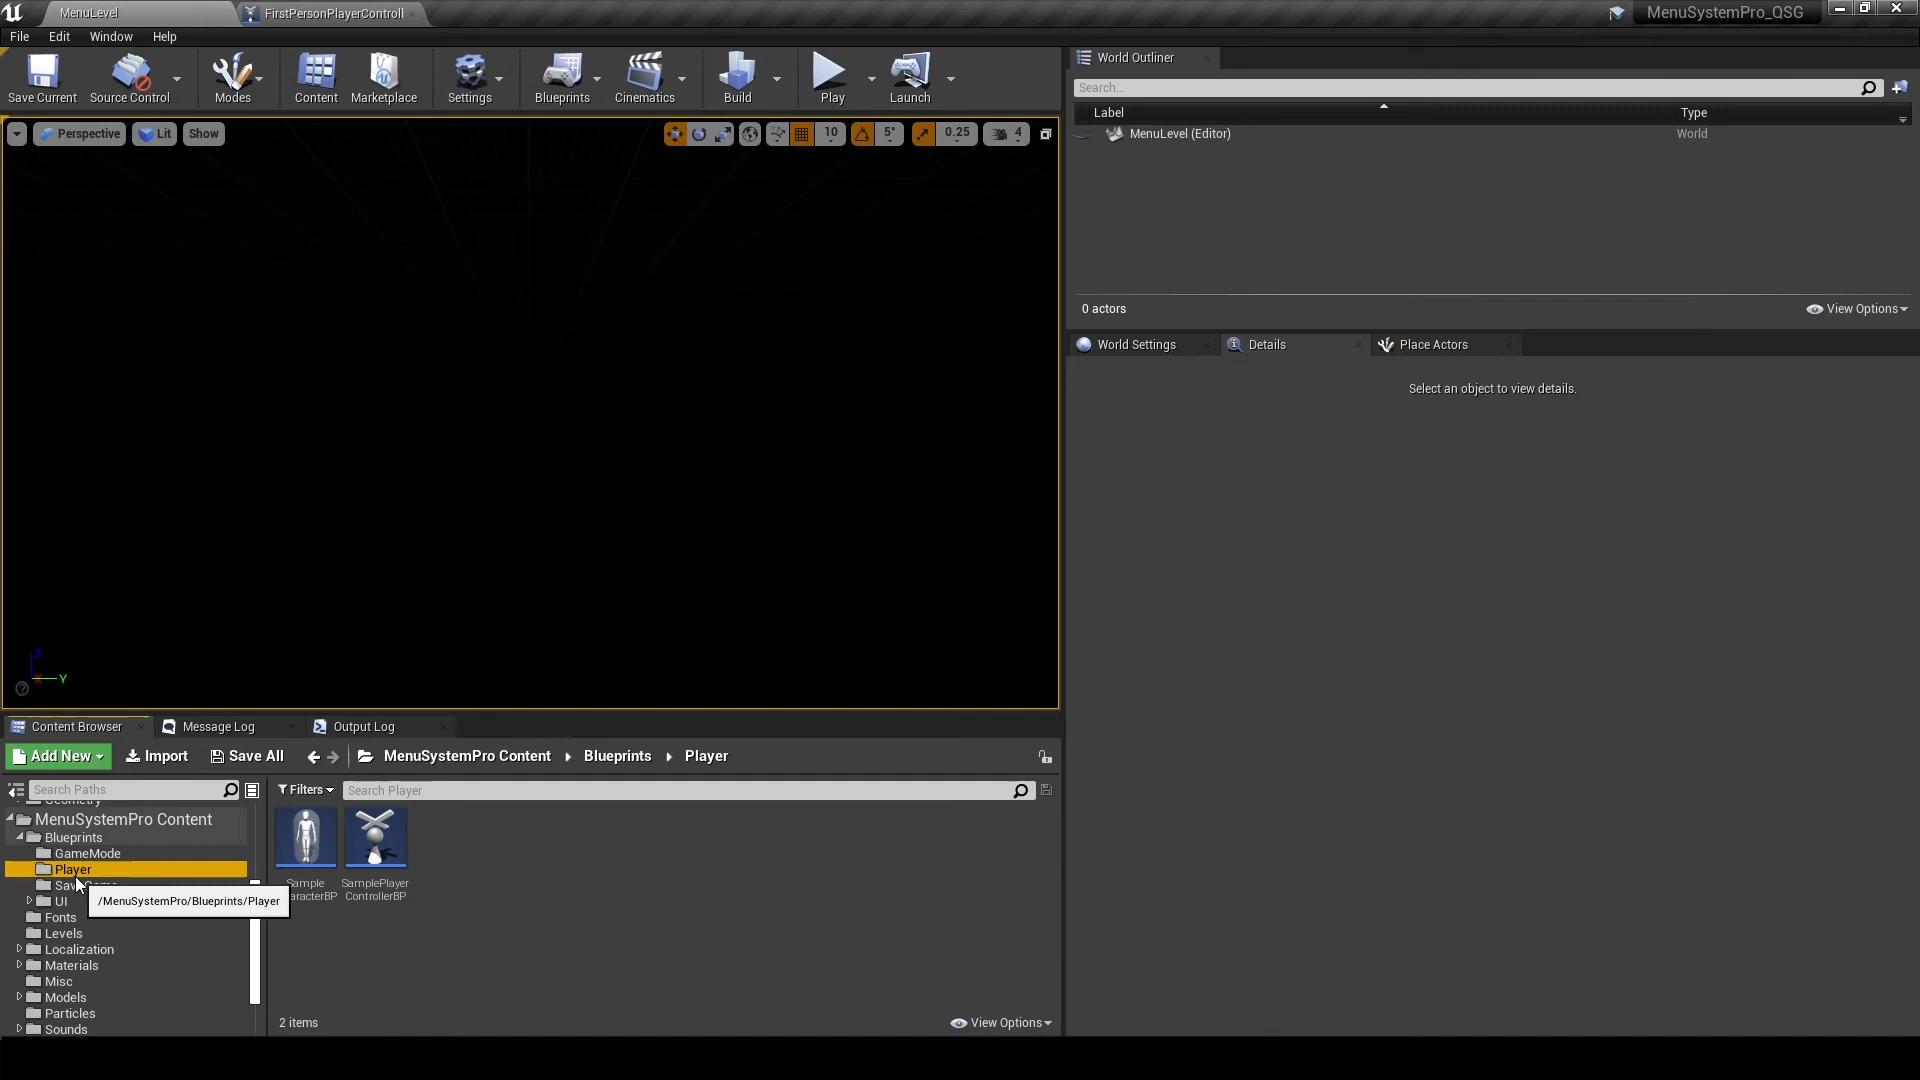 MenuLevel
FirstPersonPlayerControll
MenuSystemPro_QSG
File Edit Window Help
Save Current
Source Control
Modes
Content
Marketplace
Settings
Blueprints
Cinematics
Build
Play
Launch
Perspective
Lit
Show
10
5°
0.25
4
World Outliner
Search...
Label
Type
MenuLevel (Editor)
World
0 actors
View Options
World Settings
Details
Place Actors
Select an object to view details.
Z
X
Y
Content Browser
Message Log
Output Log
Add New
Import
Save All
MenuSystemPro Content
Blueprints
Player
Search Paths
Filters
Search Player
Geometry
MenuSystemPro Content
Blueprints
GameMode
Player
UI
/MenuSystemPro/Blueprints/Player
Fonts
Levels
Localization
Materials
Misc
Models
Particles
Sounds
Sample
aracterBP
SamplePlayer
ControllerBP
2 items
View Options